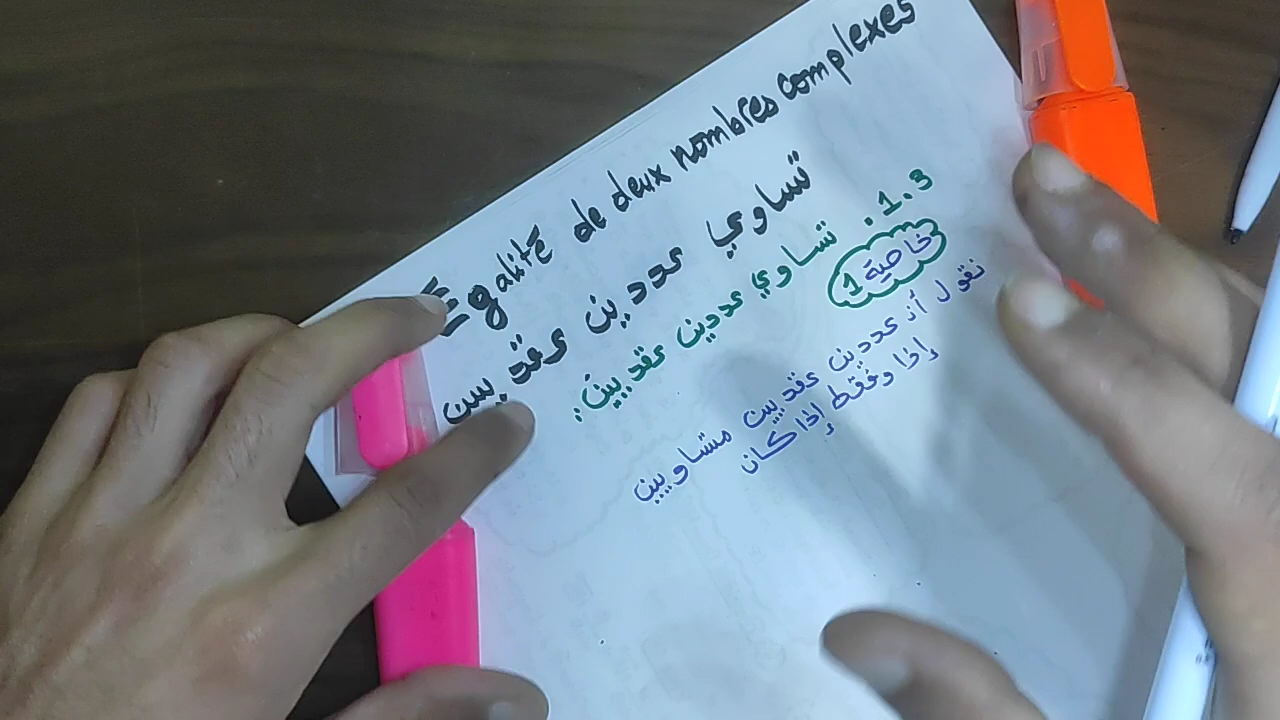 Egalité de deux nombres complexes
تساوي عددين عقديين
1.3. تساوي عددين عقديين:
خاصية 1
نقول أن عددين عقديين متساويين
إذا وفقط إذا كان